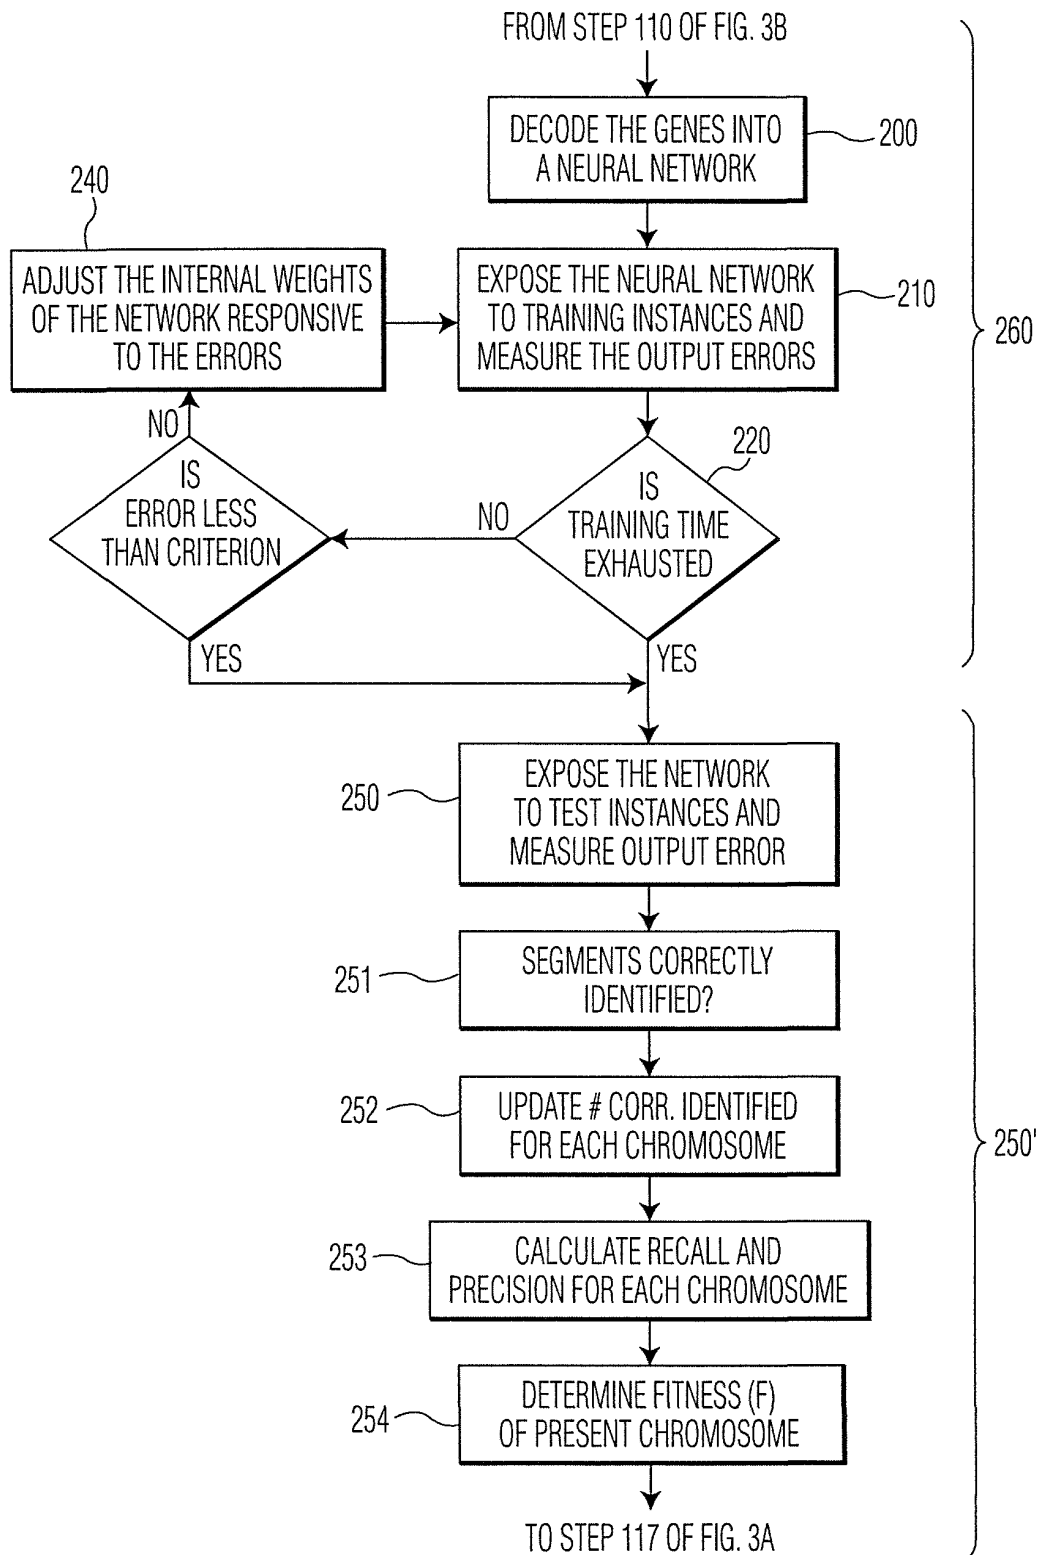 FROM STEP 110 OF FIG. 3B
DECODE THE GENES INTO
A NEURAL NETWORK
200
240
ADJUST THE INTERNAL WEIGHTS
OF THE NETWORK RESPONSIVE
TO THE ERRORS
EXPOSE THE NEURAL NETWORK
TO TRAINING INSTANCES AND
MEASURE THE OUTPUT ERRORS
210
260
NO
IS
ERROR LESS
THAN CRITERION
YES
NO
220
IS
TRAINING TIME
EXHAUSTED
YES
250
EXPOSE THE NETWORK
TO TEST INSTANCES AND
MEASURE OUTPUT ERROR
251
SEGMENTS CORRECTLY
IDENTIFIED?
252
UPDATE # CORR. IDENTIFIED
FOR EACH CHROMOSOME
250'
253
CALCULATE RECALL AND
PRECISION FOR EACH CHROMOSOME
254
DETERMINE FITNESS (F)
OF PRESENT CHROMOSOME
TO STEP 117 OF FIG. 3A